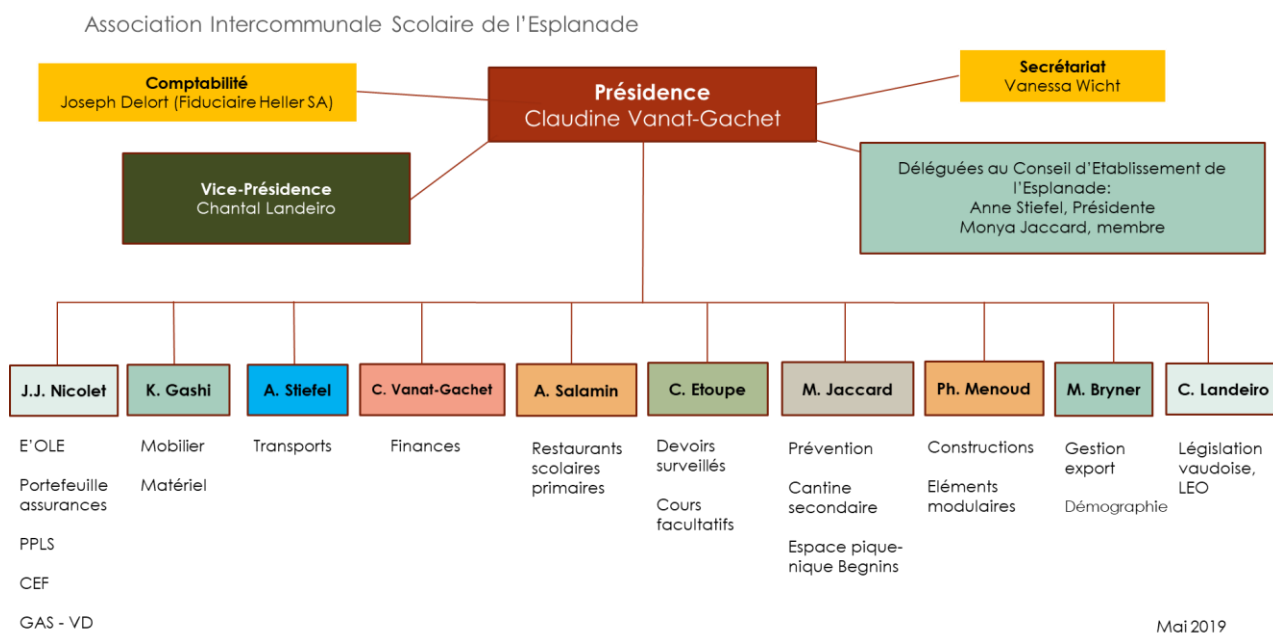 Association Intercommunale Scolaire de l'Esplanade
Comptabilité
Joseph Delort (Fiduciaire Heller SA)
Présidence
Claudine Vanat-Gachet
Secrétariat
Vanessa Wicht
Vice-Présidence
Chantal Landeiro
Déléguées au Conseil d'Etablissement de
l'Esplanade:
Anne Stiefel, Présidente
Monya Jaccard, membre
J.J. Nicolet
E'OLE
Portefeuille
assurances
PPLS
CEF
GAS - VD
K. Gashi
Mobilier
Matériel
A. Stiefel
Transports
C. Vanat-Gachet
Finances
A. Salamin
Restaurants
scolaires
primaires
C. Etoupe
Devoirs
surveillés
Cours
facultatifs
M. Jaccard
Prévention
Cantine
secondaire
Espace pique-
nique Begnins
Ph. Menoud
Constructions
Eléments
modulaires
M. Bryner
Gestion
export
Démographie
C. Landeiro
Législation
vaudoise,
LEO
Mai 2019